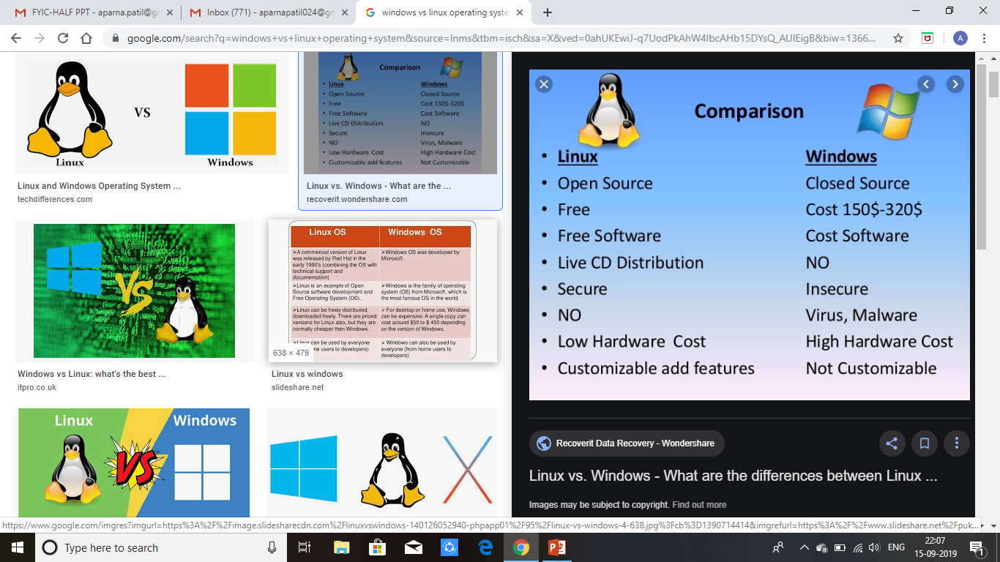 FYIC-HALF PPT - aparna.patil@g
Inbox (771) - aparnapatil024@gm
windows vs linux operating syste
google.com/search?q=windows+vs+linux+operating+system&source=lnms&tbm=isch&sa=X&ved=0ahUKEwiJ-q7UodPkAhW4IbcAHb15DYsQ_AUIEigB&biw=1366...
A
VS
Linux
Windows
Linux and Windows Operating System ...
techdifferences.com
Comparison
• Linux Windows
• Open Source Closed Source
• Free Cost 150$-320$
• Free Software Cost Software
• Live CD Distribution NO
• Secure Insecure
• NO Virus, Malware
• Low Hardware Cost High Hardware Cost
• Customizable add features Not Customizable
Linux vs. Windows - What are the ...
recoverit.wondershare.com
VS
Windows vs Linux: what's the best ...
itpro.co.uk
Linux OS Windows OS
➢A commercial version of Linux
was released by Red Hat in the
early 1990's (combining the OS with
technical support and
documentation)
➢Windows OS was developed by
Microsoft .
➢Linux is an example of Open
Source software development and
Free Operating System (OS).
➢Windows is the family of operating
system (OS) from Microsoft, which is
the most famous OS in the world.
➢Linux can be freely distributed,
downloaded freely. There are priced
versions for Linux also, but they are
normally cheaper than Windows.
➢ For desktop or home use, Windows
can be expensive. A single copy can
cost around $50 to $ 450 depending
on the version of Windows.
➢Linux can be used by everyone
me users to developers)
➢ Windows can also be used by
everyone (from home users to
developers)
638 × 479
Linux vs windows
slideshare.net
Linux
Windows
VS
Comparison
• Linux Windows
• Open Source Closed Source
• Free Cost 150$-320$
• Free Software Cost Software
• Live CD Distribution NO
• Secure Insecure
• NO Virus, Malware
• Low Hardware Cost High Hardware Cost
• Customizable add features Not Customizable
Recoverit Data Recovery - Wondershare
Linux vs. Windows - What are the differences between Linux ...
Images may be subject to copyright. Find out more
https://www.google.com/imgres?imgurl=https%3A%2F%2Fimage.slidesharecdn.com%2Flinuxvswindows-140126052940-phpapp01%2F95%2Flinux-vs-windows-4-638.jpg%3Fcb%3D1390714414&imgrefurl=https%3A%2F%2Fwww.slideshare.net%2Fpuk...
Type here to search
ENG
22:07
15-09-2019
1